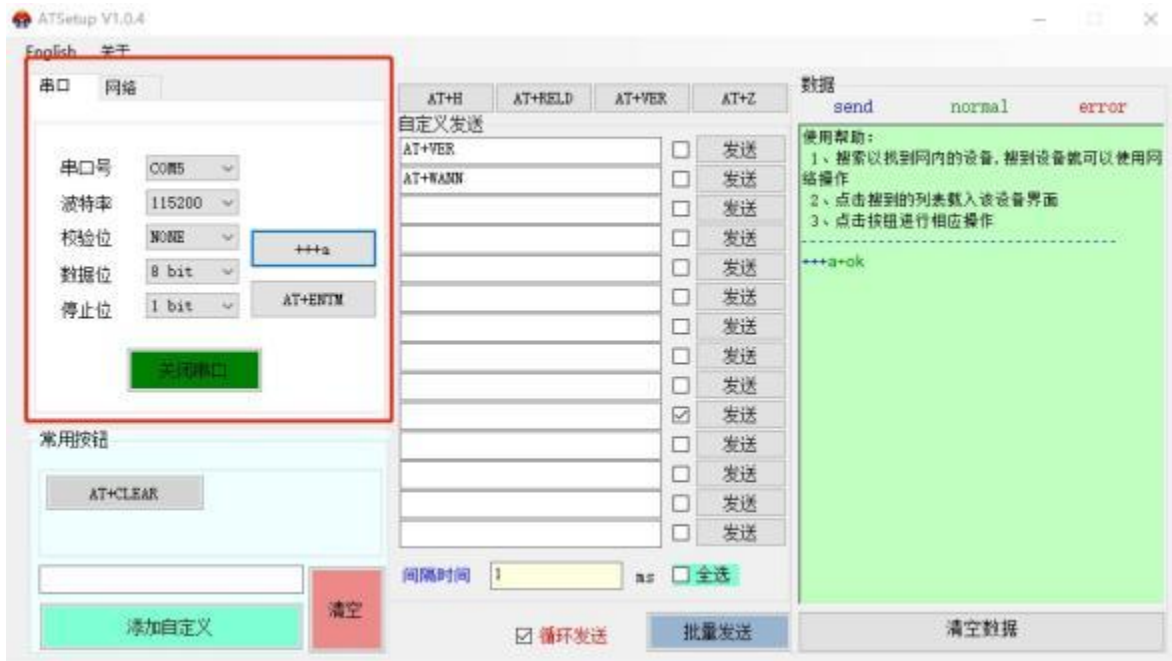 ATSetup V1.0.4
English 关于
串口 网络
串口号 COM5
波特率 115200
校验位 NONE
+++a
数据位 8 bit
停止位 1 bit
AT+ENTM
关闭串口
常用按钮
AT+CLEAR
添加自定义
清空
AT+H AT+RELD AT+VER AT+Z
自定义发送
AT+VER 发送
AT+WANN 发送
发送
发送
发送
发送
发送
发送
发送
发送
发送
发送
发送
发送
间隔时间 1 ms 全选
循环发送 批量发送
数据
send normal error
使用帮助:
1、搜索以找到网内的设备,搜到设备就可以使用网
络操作
2、点击搜到的列表载入该设备界面
3、点击按钮进行相应操作
+++a+ok
清空数据